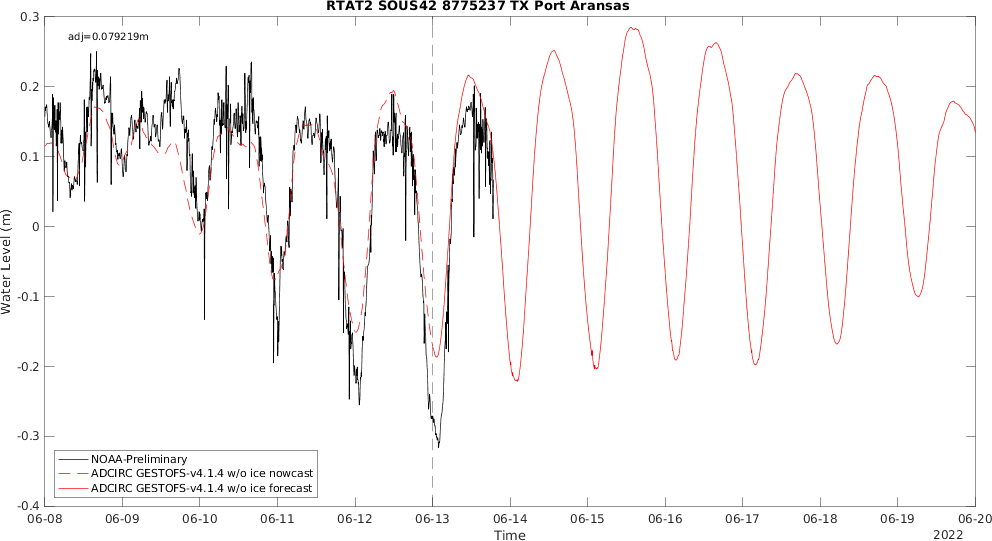 RTAT2 SOUS42 8775237 TX Port Aransas
adj=0.079219m
0.3
0.2
0.1
0
-0.1
-0.2
-0.3
-0.4
Water Level (m)
NOAA-Preliminary
ADCIRC GESTOFS-v4.1.4 w/o ice nowcast
ADCIRC GESTOFS-v4.1.4 w/o ice forecast
06-08 06-09 06-10 06-11 06-12 06-13 06-14 06-15 06-16 06-17 06-18 06-19 06-20
Time
2022